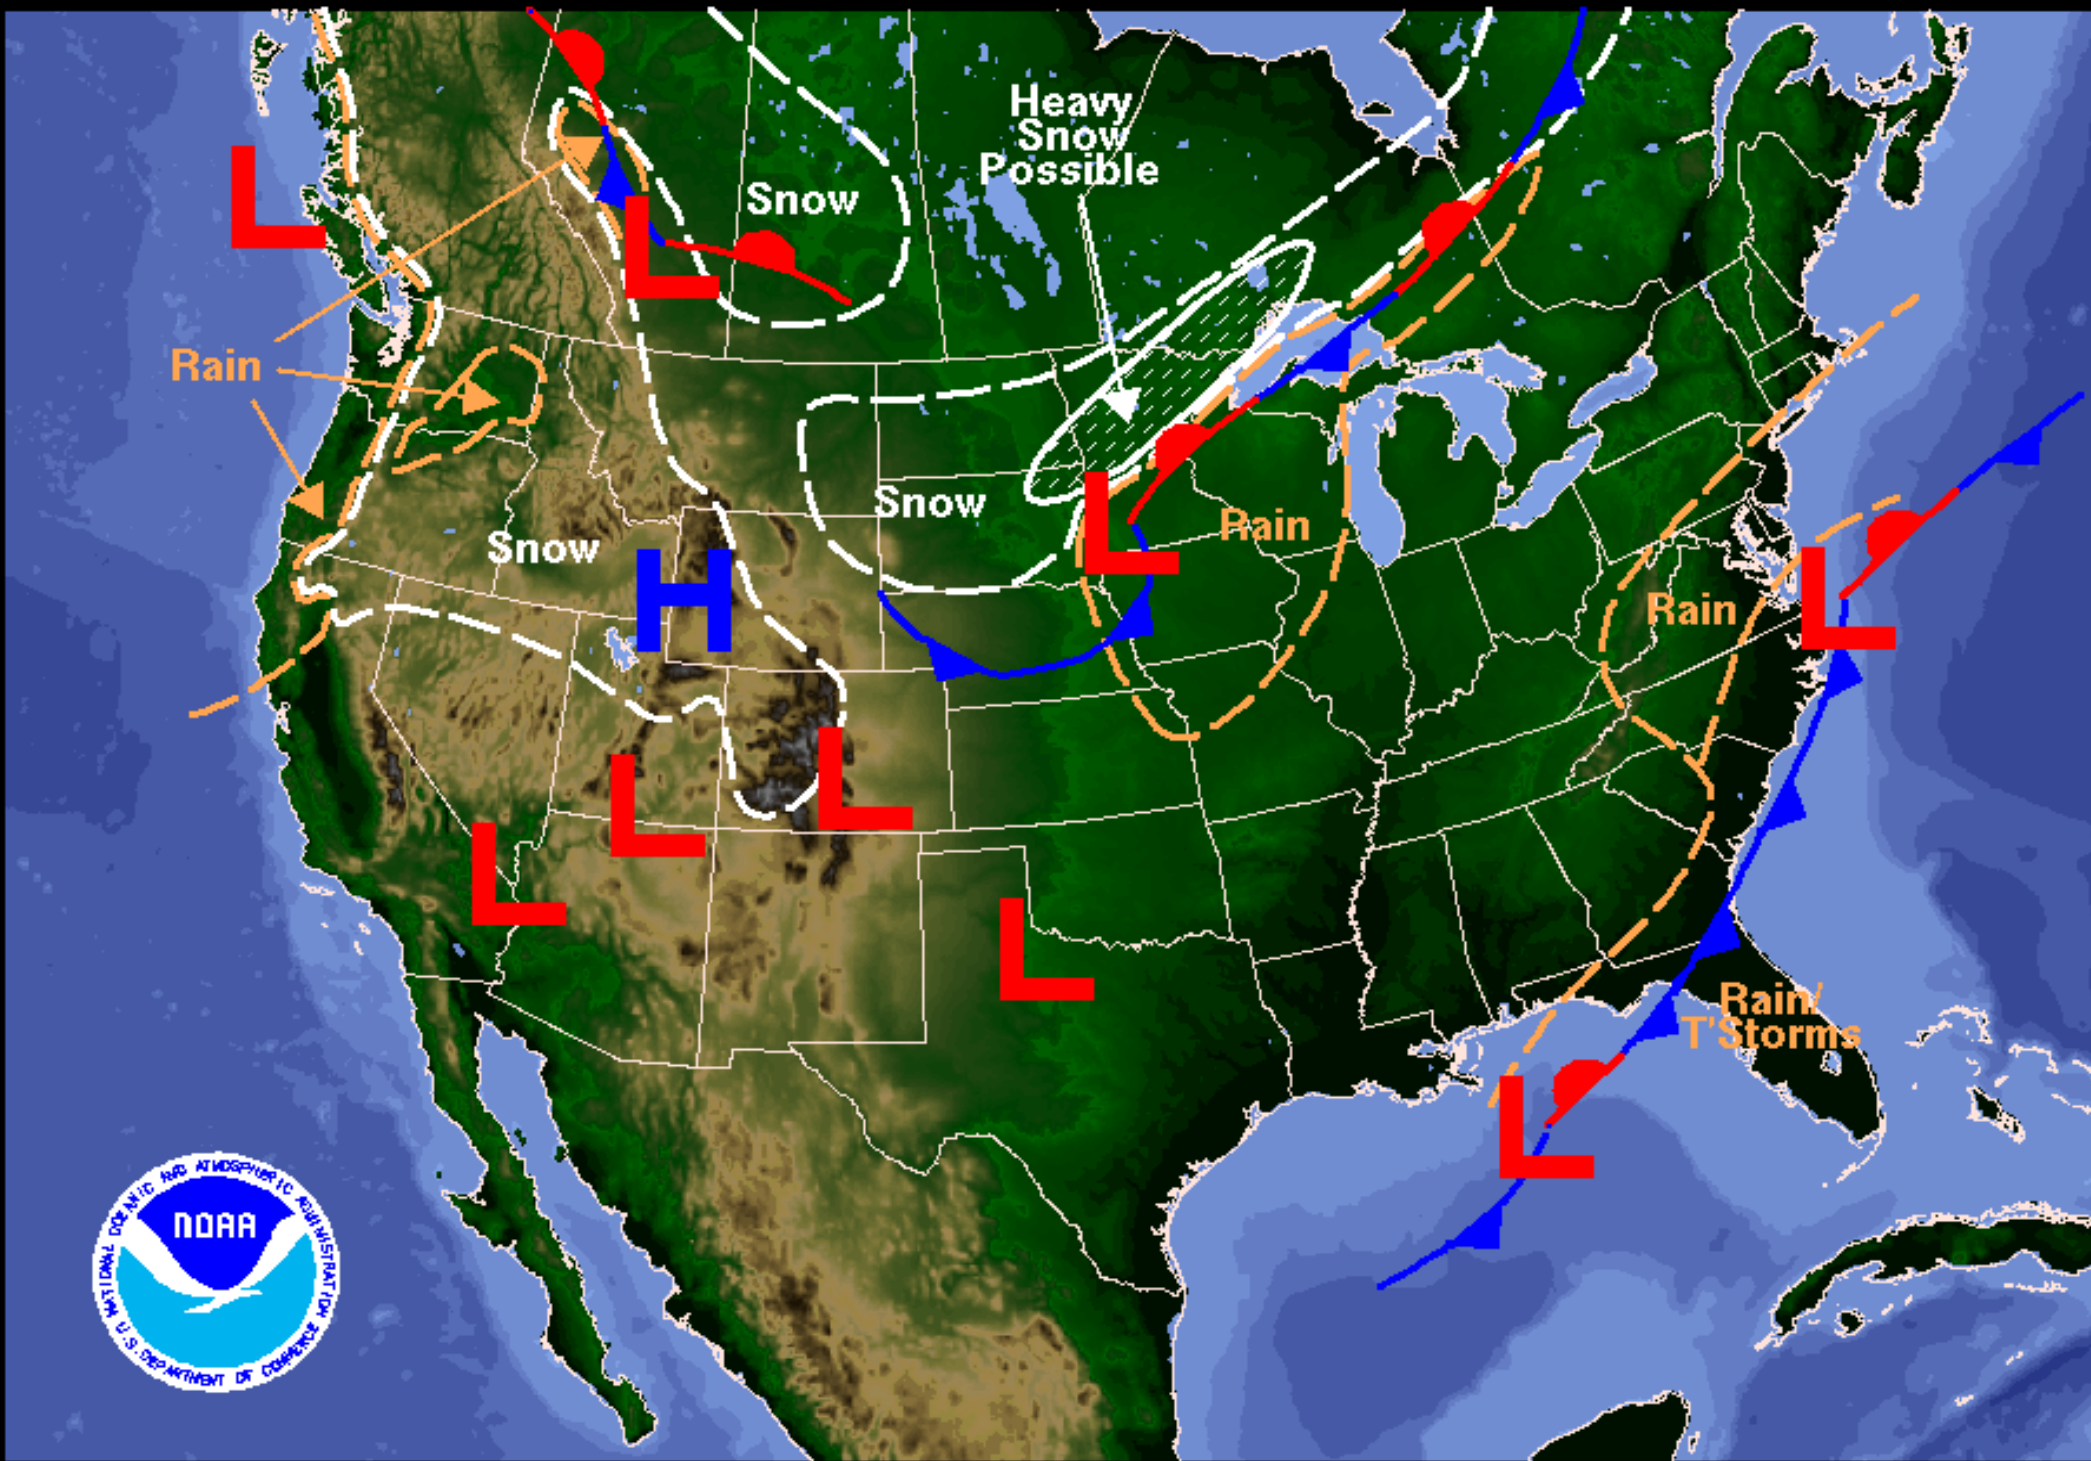 Heavy
Snow
Possible
Snow
L
L
Rain
Snow
L
Rain
Snow
H
L
Rain
L
L
L
L
L
Rain/
T'Storms
L
NATIONAL OCEANIC AND ATMOSPHERIC ADMINISTRATION
NOAA
U.S. DEPARTMENT OF COMMERCE